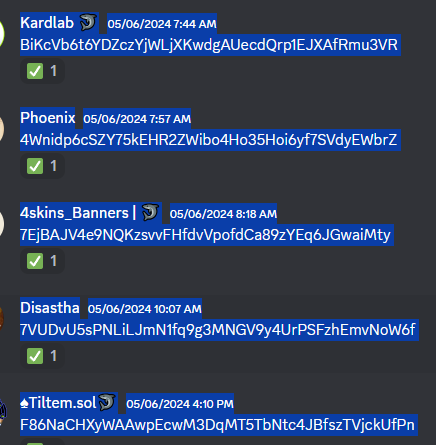 Kardlab 05/06/2024 7:44 AM
BiKcVb6t6YDZczYjWLjXKwdgAUecdQrp1EJXAfRmu3VR
1
Phoenix 05/06/2024 7:57 AM
4Wnidp6cSZY75kEHR2ZWibo4Ho35Hoi6yf7SVdyEWbrZ
1
4skins_Banners | 05/06/2024 8:18 AM
7EjBAJV4e9NQKzsvvFHfdvVpofdCa89zYEq6JGwaiMty
1
Disastha 05/06/2024 10:07 AM
7VUDvU5sPNLiLJmN1fq9g3MNGV9y4UrPSFzhEmvNoW6f
1
♠Tiltem.sol 05/06/2024 4:10 PM
F86NaCHXyWAAwpEcwM3DqMT5TbNtc4JBfszTVjckUfPn